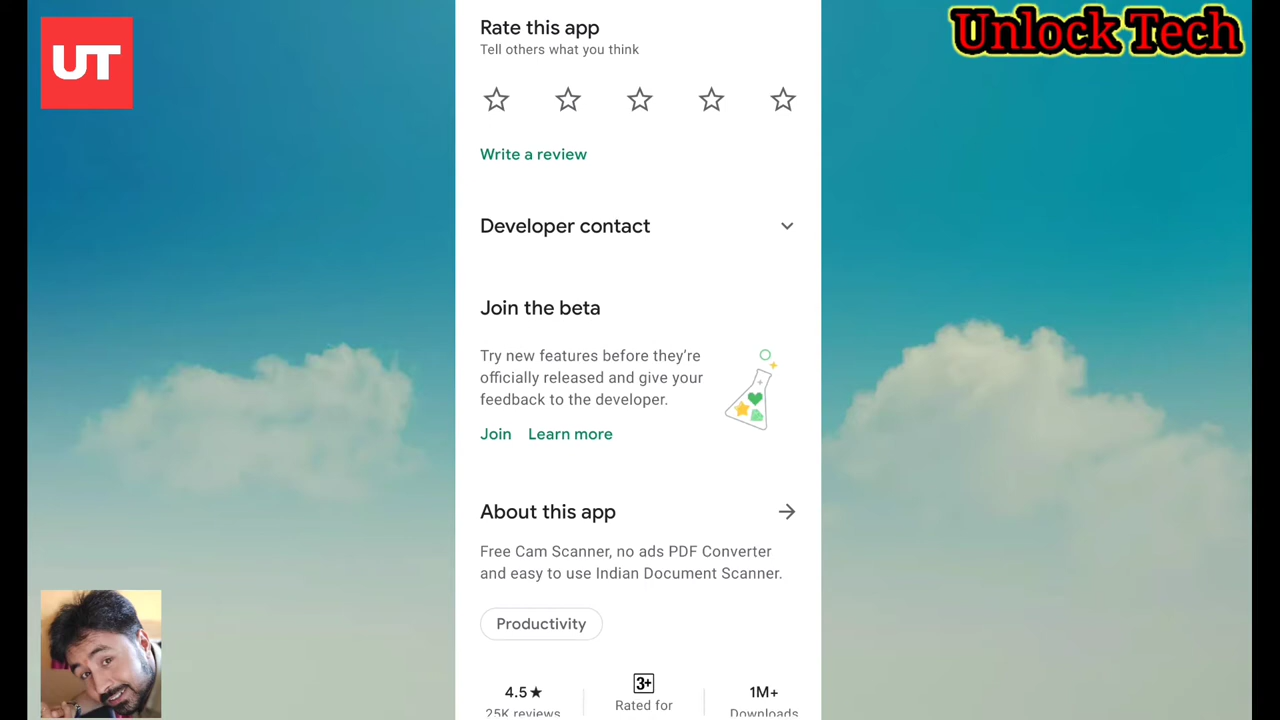 UT
Unlock Tech
Rate this app
Tell others what you think
Write a review
Developer contact
Join the beta
Try new features before they're
officially released and give your
feedback to the developer.
Join Learn more
About this app
Free Cam Scanner, no ads PDF Converter
and easy to use Indian Document Scanner.
Productivity
4.5★ 3+ 1M+
25K reviews Rated for Downloads